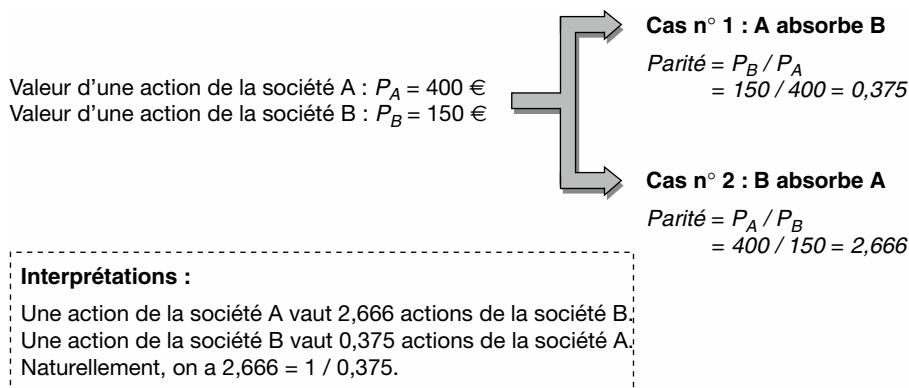 Valeur d’une action de la société A : P_A = 400 €
Valeur d’une action de la société B : P_B = 150 €
Cas n° 1 : A absorbe B
Parité = P_B / P_A
= 150 / 400 = 0,375
Cas n° 2 : B absorbe A
Parité = P_A / P_B
= 400 / 150 = 2,666
Interprétations :
Une action de la société A vaut 2,666 actions de la société B.
Une action de la société B vaut 0,375 actions de la société A.
Naturellement, on a 2,666 = 1 / 0,375.